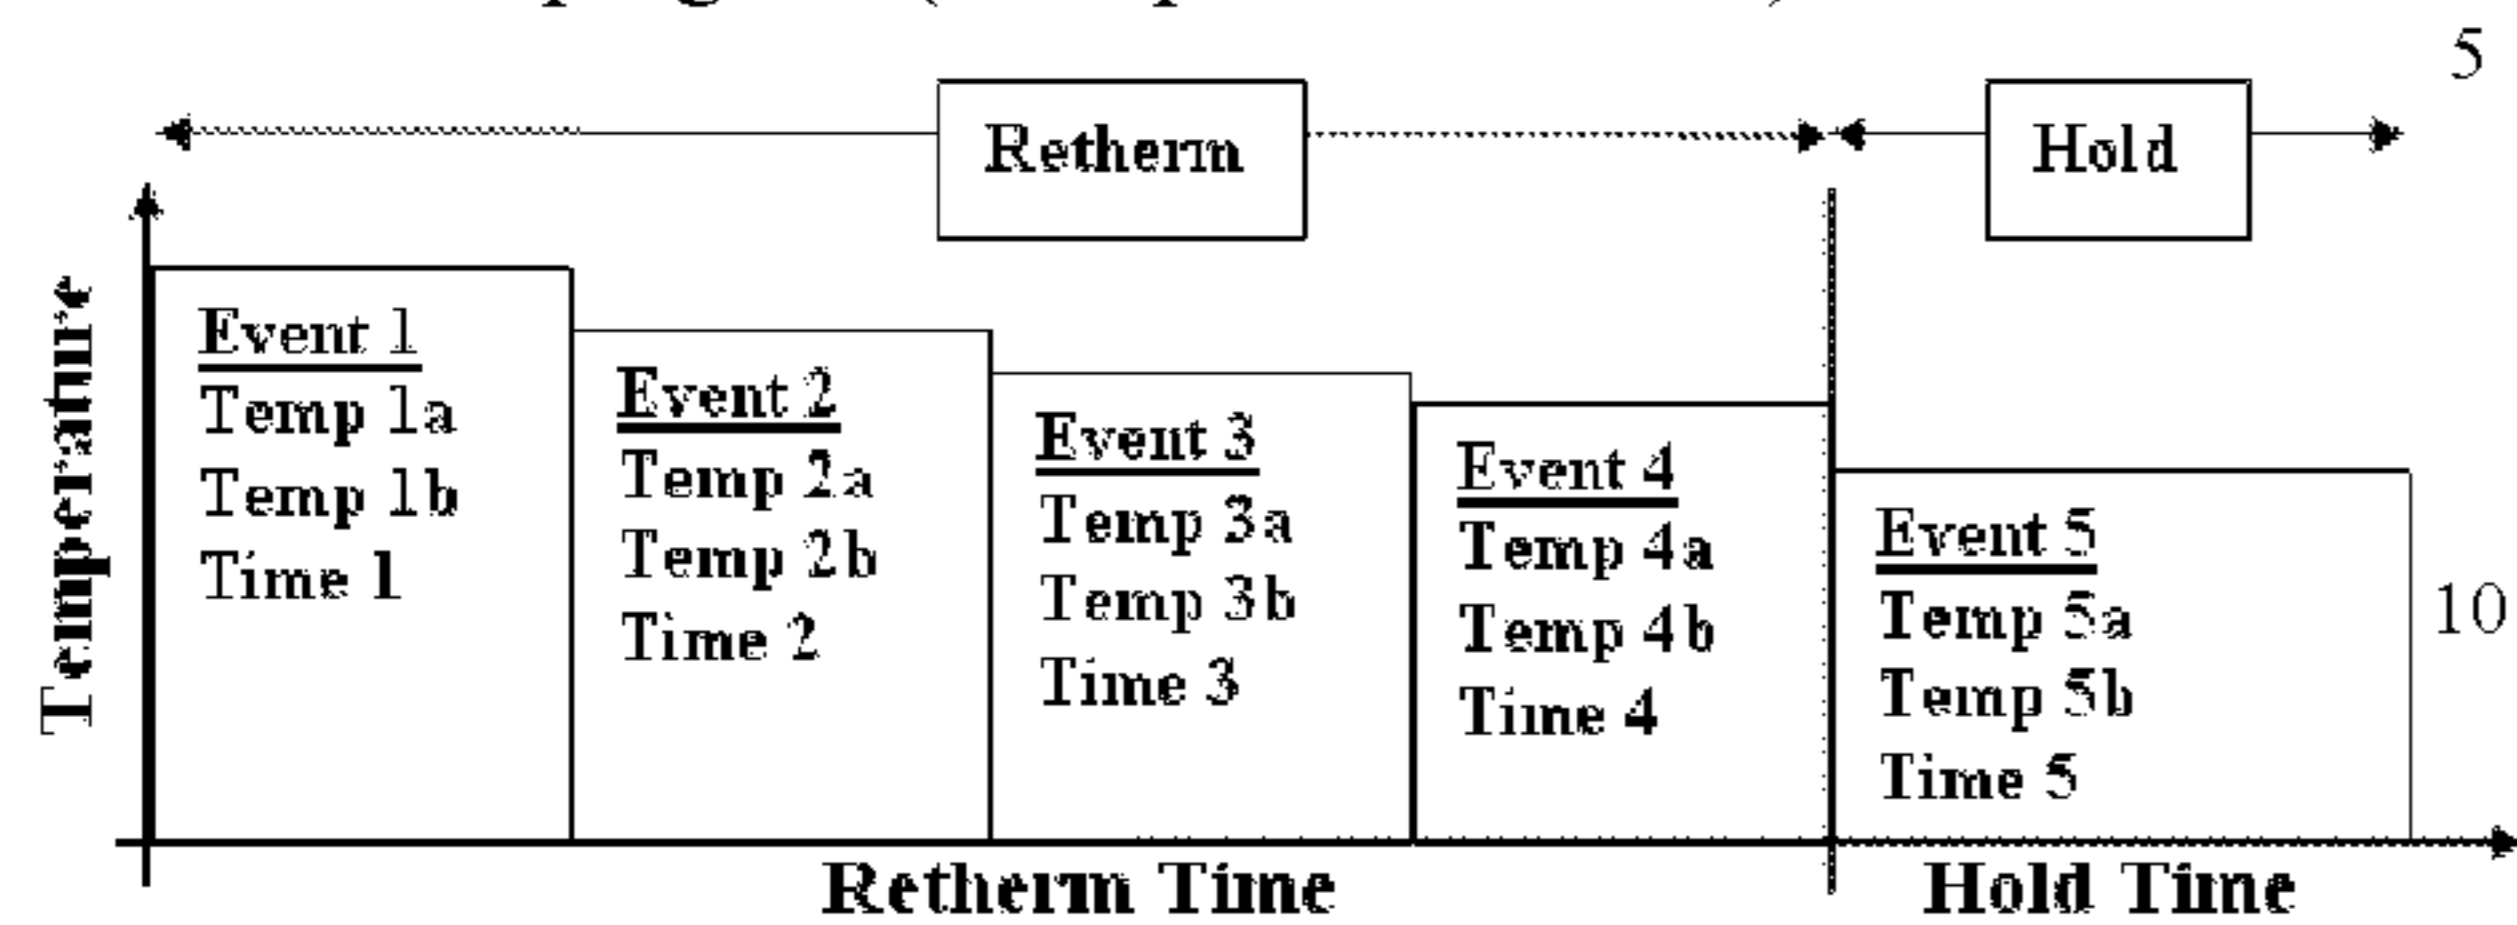 5
Retherm
Hold
Temperature
Event 1
Temp 1a
Temp 1b
Time 1
Event 2
Temp 2a
Temp 2b
Time 2
Event 3
Temp 3a
Temp 3b
Time 3
Event 4
Temp 4a
Temp 4b
Time 4
Event 5
Temp 5a
Temp 5b
Time 5
10
Retherm Time
Hold Time